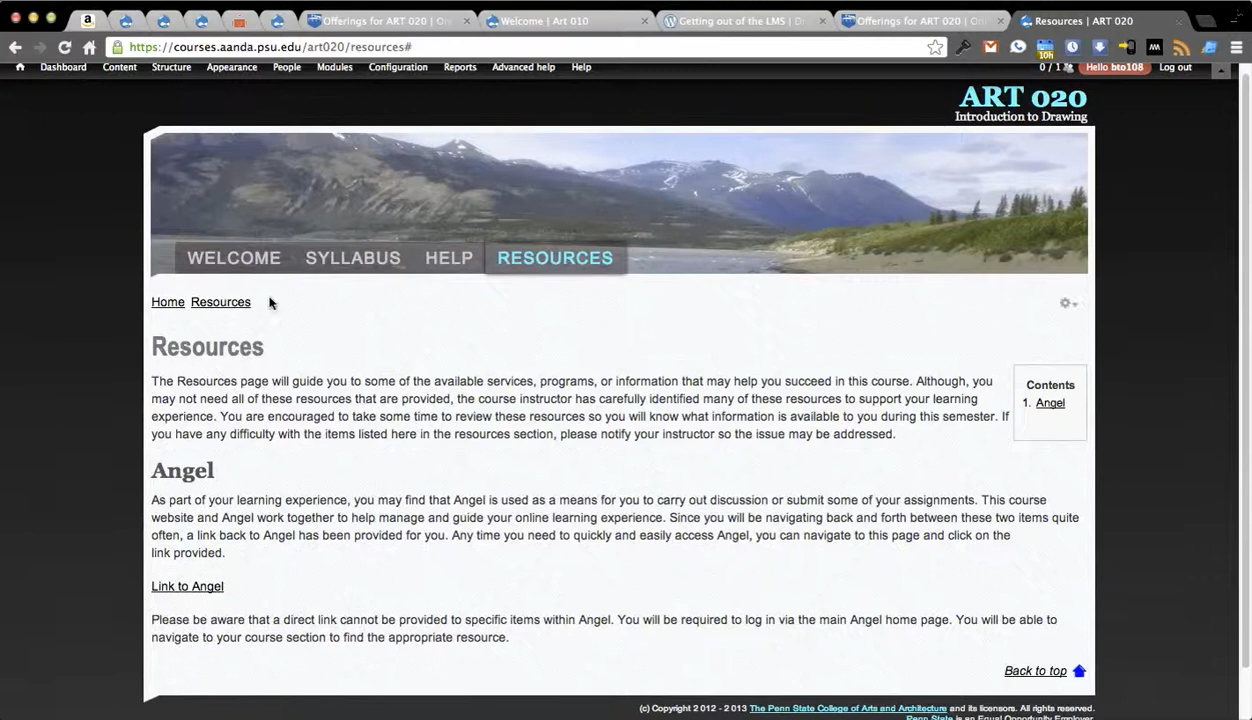 Offerings for ART 020 | On
Welcome | Art 010
Getting out of the LMS | D
Offerings for ART 020 | On
Resources | ART 020
https://courses.aanda.psu.edu/art020/resources#
10h
Dashboard Content Structure Appearance People Modules Configuration Reports Advanced help Help 0 / 1 Hello bto108 Log out
ART 020
Introduction to Drawing
WELCOME SYLLABUS HELP RESOURCES
Home Resources
Resources
The Resources page will guide you to some of the available services, programs, or information that may help you succeed in this course. Although, you
may not need all of these resources that are provided, the course instructor has carefully identified many of these resources to support your learning
experience. You are encouraged to take some time to review these resources so you will know what information is available to you during this semester. If
you have any difficulty with the items listed here in the resources section, please notify your instructor so the issue may be addressed.
Contents
1. Angel
Angel
As part of your learning experience, you may find that Angel is used as a means for you to carry out discussion or submit some of your assignments. This course
website and Angel work together to help manage and guide your online learning experience. Since you will be navigating back and forth between these two items quite
often, a link back to Angel has been provided for you. Any time you need to quickly and easily access Angel, you can navigate to this page and click on the
link provided.
Link to Angel
Please be aware that a direct link cannot be provided to specific items within Angel. You will be required to log in via the main Angel home page. You will be able to
navigate to your course section to find the appropriate resource.
Back to top
(c) Copyright 2012 - 2013 The Penn State College of Arts and Architecture and its licensors. All rights reserved.
Penn State is an Equal Opportunity Employer.